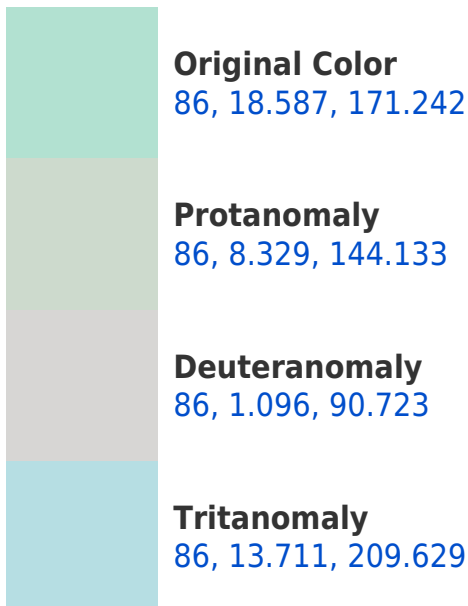 Original Color
86, 18.587, 171.242
Protanomaly
86, 8.329, 144.133
Deuteranomaly
86, 1.096, 90.723
Tritanomaly
86, 13.711, 209.629